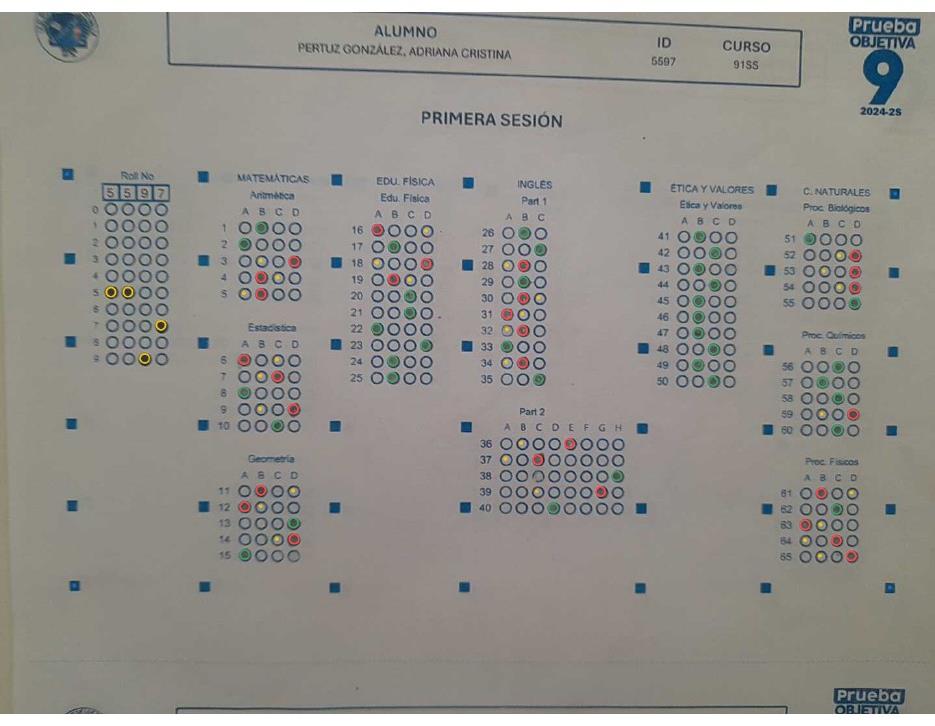 ALUMNO
PERTUZ GONZÁLEZ, ADRIANA CRISTINA
ID
5597
CURSO
91S5
Prueba
OBJETIVA
9
2024-2S
PRIMERA SESIÓN
Roll No
5 5 9 7
0
1
2
3
4
5
6
7
8
9
MATEMÁTICAS
Aritmética
A B C D
1
2
3
4
5
Estadística
A B C D
6
7
8
9
10
Geometría
A B C D
11
12
13
14
15
EDU. FÍSICA
Edu. Física
A B C D
16
17
18
19
20
21
22
23
24
25
INGLÉS
Part 1
A B C
26
27
28
29
30
31
32
33
34
35
Part 2
A B C D E F G H
36
37
38
39
40
ÉTICA Y VALORES
Ética y Valores
A B C D
41
42
43
44
45
46
47
48
49
50
C. NATURALES
Proc. Biológicos
A B C D
51
52
53
54
55
Proc. Químicos
A B C D
56
57
58
59
60
Proc. Físicos
A B C D
61
62
63
64
65
Prueba
OBJETIVA